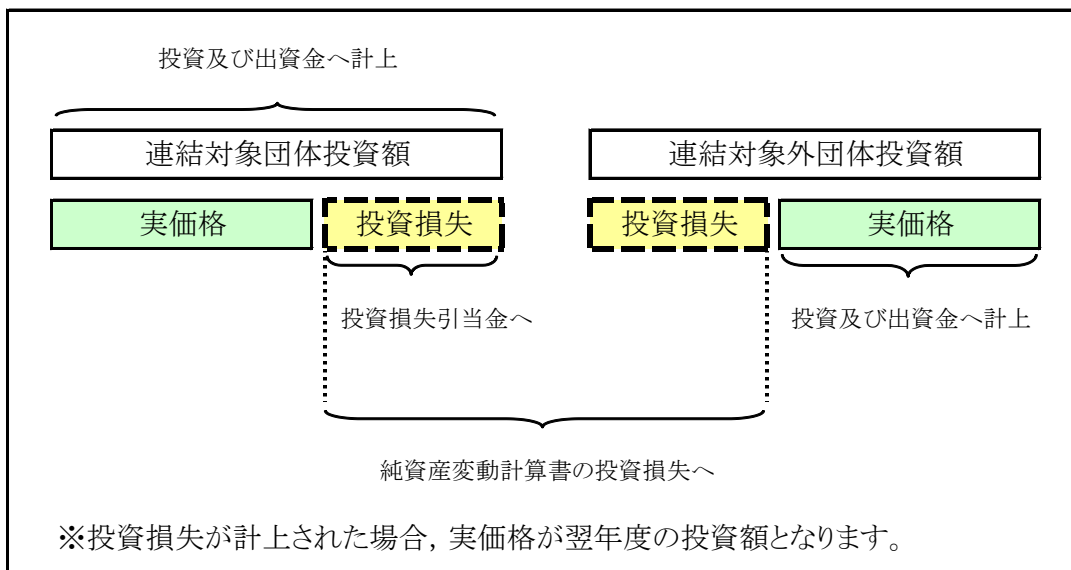 投資及び出資金へ計上
連結対象団体投資額
連結対象外団体投資額
実価格
投資損失
投資損失
実価格
投資損失引当金へ
投資及び出資金へ計上
純資産変動計算書の投資損失へ
※投資損失が計上された場合, 実価格が翌年度の投資額となります。